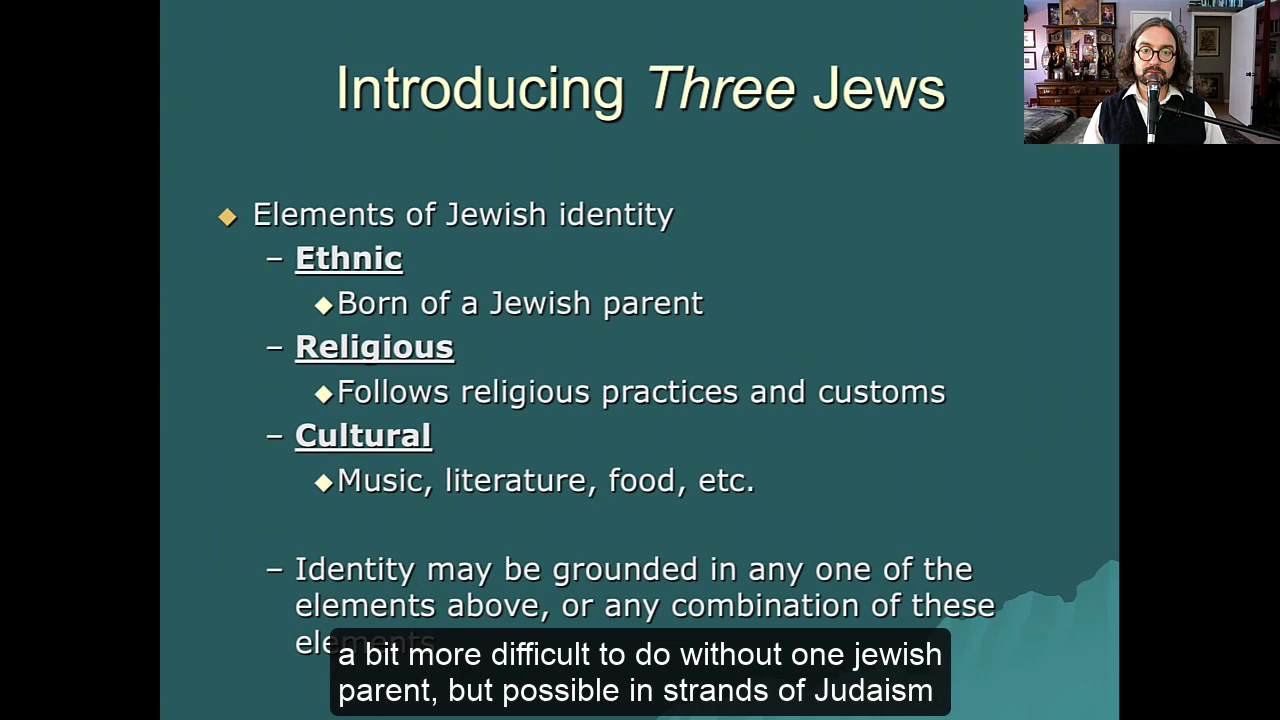 Introducing Three Jews
◆ Elements of Jewish identity
– Ethnic
◆Born of a Jewish parent
– Religious
◆Follows religious practices and customs
– Cultural
◆Music, literature, food, etc.
– Identity may be grounded in any one of the
elements above, or any combination of these
elements
a bit more difficult to do without one jewish
parent, but possible in strands of Judaism